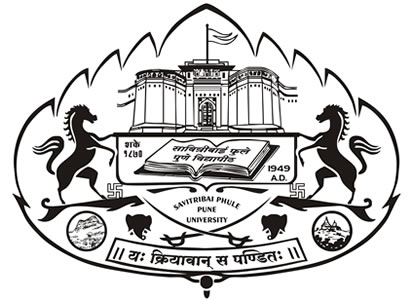 शके
१८७१
सावित्रीबाई फुले
पुणे विद्यापीठ
1949
A.D.
SAVITRIBAI PHULE
PUNE
UNIVERSITY
॥ यः क्रियावान् स पण्डितः ॥